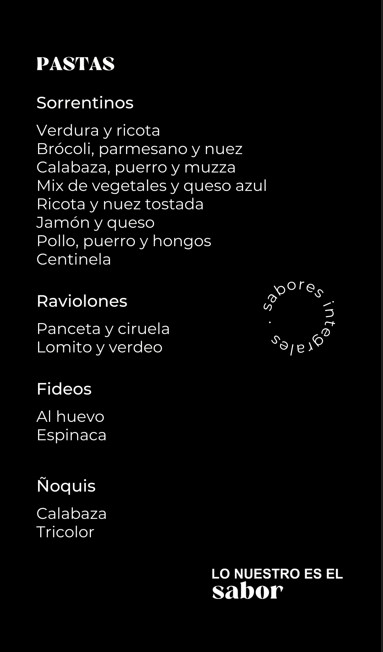 PASTAS
Sorrentinos
Verdura y ricota
Brócoli, parmesano y nuez
Calabaza, puerro y muzza
Mix de vegetales y queso azul
Ricota y nuez tostada
Jamón y queso
Pollo, puerro y hongos
Centinela
Raviolones
Panceta y ciruela
Lomito y verdeo
sabores integrales ·
Fideos
Al huevo
Espinaca
Ñoquis
Calabaza
Tricolor
LO NUESTRO ES EL
sabor